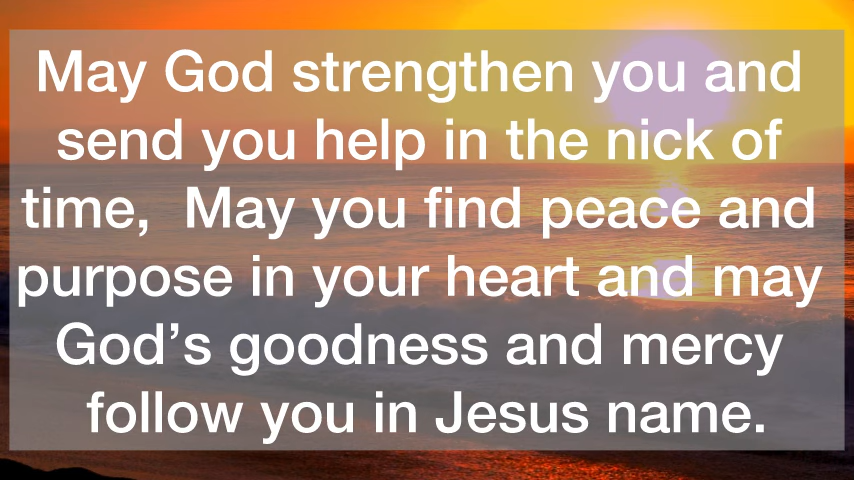 May God strengthen you and
send you help in the nick of
time,  May you find peace and
purpose in your heart and may
God’s goodness and mercy
follow you in Jesus name.